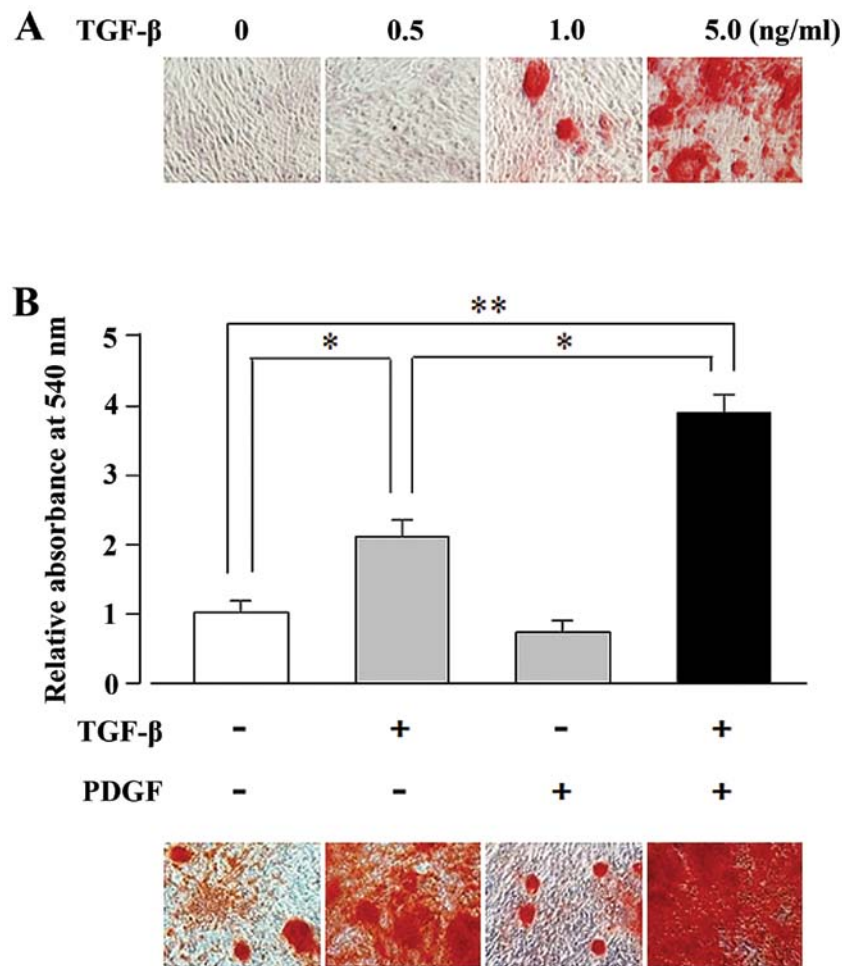 A TGF-β 0 0.5 1.0 5.0 (ng/ml)
B
**
* *
Relative absorbance at 540 nm
5
4
3
2
1
0
TGF-β - + - +
PDGF - - + +